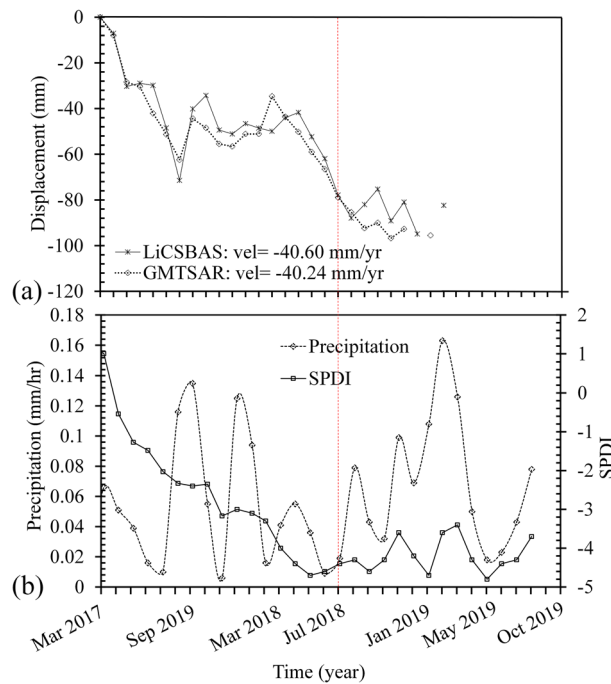 0
-20
-40
-60
-80
-100
-120
Displacement (mm)
LiCSBAS: vel= -40.60 mm/yr
GMTSAR: vel= -40.24 mm/yr
(a)
0.18
0.16
0.14
0.12
0.1
0.08
0.06
0.04
0.02
0
Precipitation (mm/hr)
Precipitation
SPDI
2
1
0
-1
-2
-3
-4
-5
SPDI
(b)
Mar 2017
Sep 2019
Mar 2018
Jul 2018
Jan 2019
May 2019
Oct 2019
Time (year)